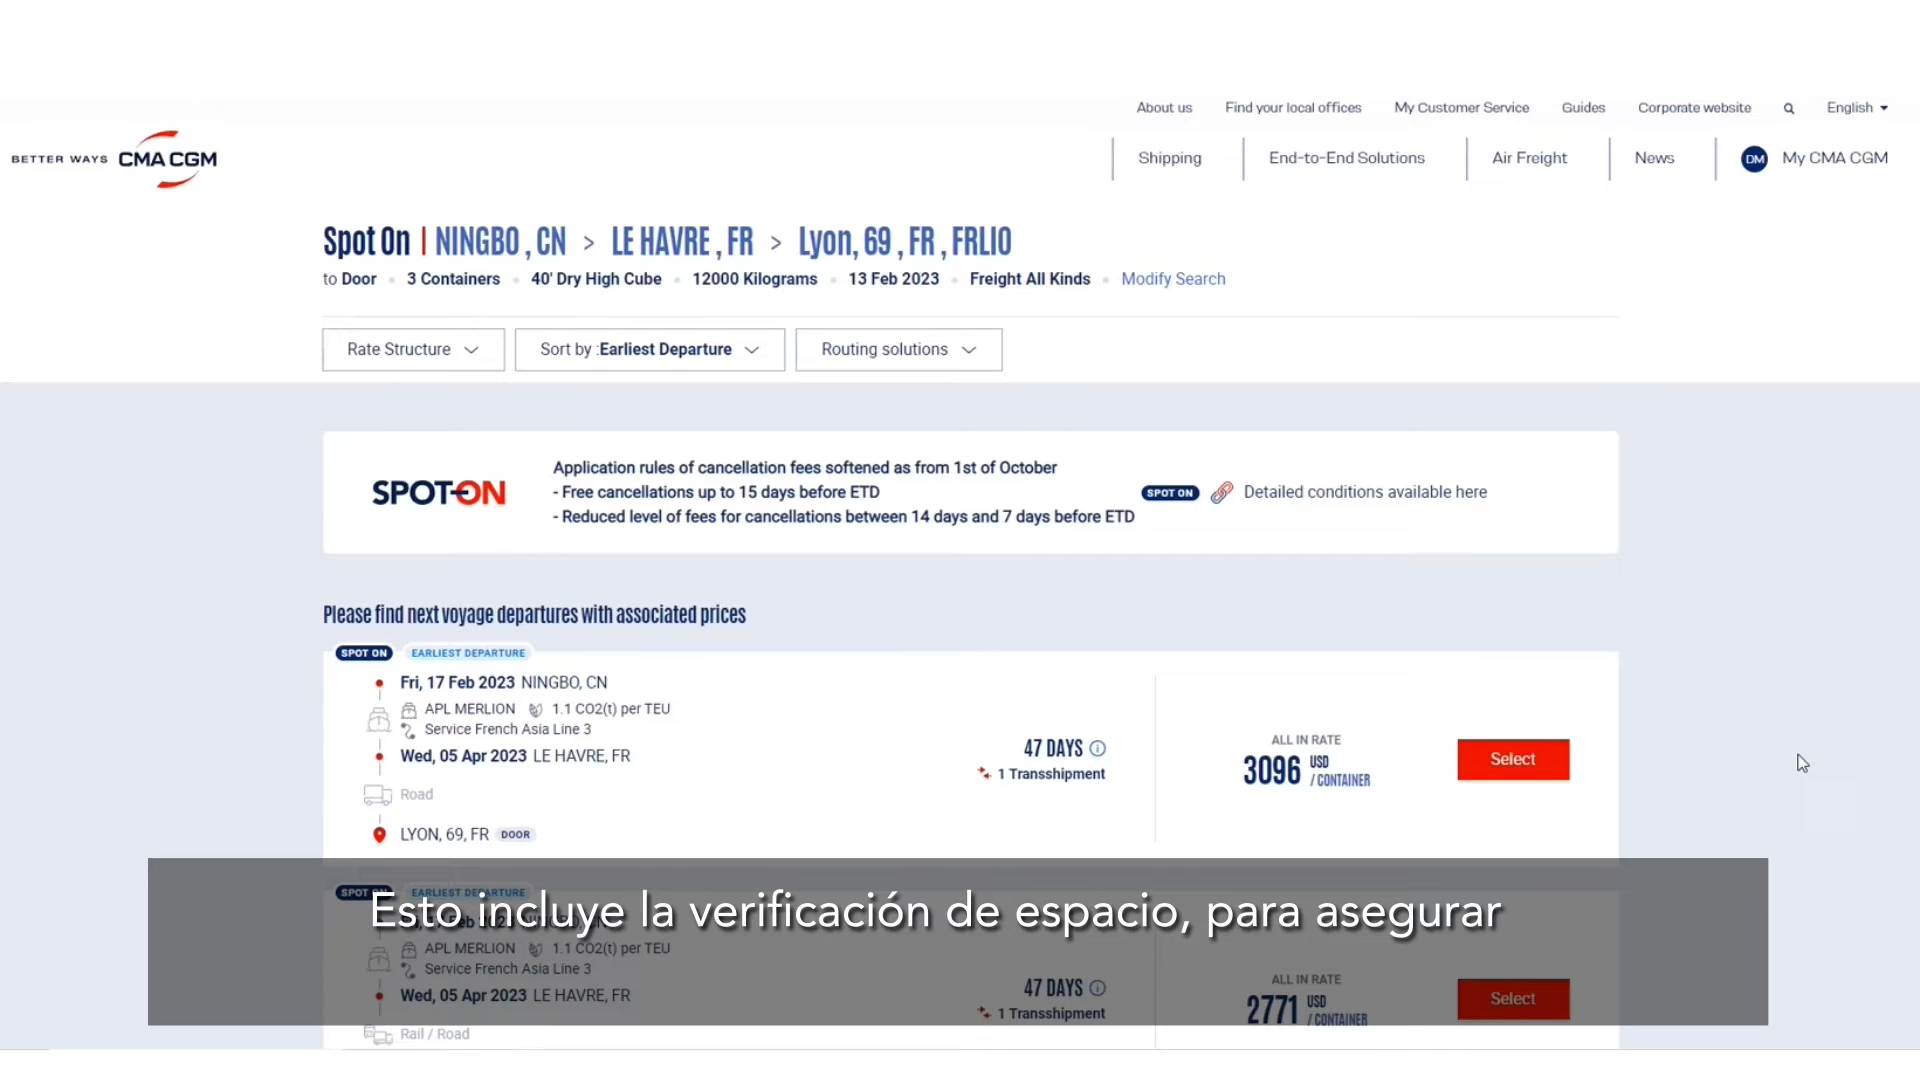 About us Find your local offices My Customer Service Guides Corporate website English
BETTER WAYS CMA CGM Shipping End-to-End Solutions Air Freight News DM My CMA CGM
Spot On | NINGBO , CN > LE HAVRE , FR > Lyon, 69 , FR , FRLIO
to Door 3 Containers 40' Dry High Cube 12000 Kilograms 13 Feb 2023 Freight All Kinds Modify Search
Rate Structure Sort by :Earliest Departure Routing solutions
Application rules of cancellation fees softened as from 1st of October
SPOT-ON - Free cancellations up to 15 days before ETD SPOT ON Detailed conditions available here
- Reduced level of fees for cancellations between 14 days and 7 days before ETD
Please find next voyage departures with associated prices
SPOT ON EARLIEST DEPARTURE
Fri, 17 Feb 2023 NINGBO, CN
APL MERLION 1.1 CO2(t) per TEU
Service French Asia Line 3
Wed, 05 Apr 2023 LE HAVRE, FR
47 DAYS
1 Transshipment
ALL IN RATE
3096 USD / CONTAINER
Select
Road
LYON, 69, FR DOOR
SPOT ON EARLIEST DEPARTURE
Esto incluye la verificación de espacio, para asegurar
APL MERLION 1.1 CO2(t) per TEU
Service French Asia Line 3
Wed, 05 Apr 2023 LE HAVRE, FR
47 DAYS
1 Transshipment
ALL IN RATE
2771 USD / CONTAINER
Select
Rail / Road